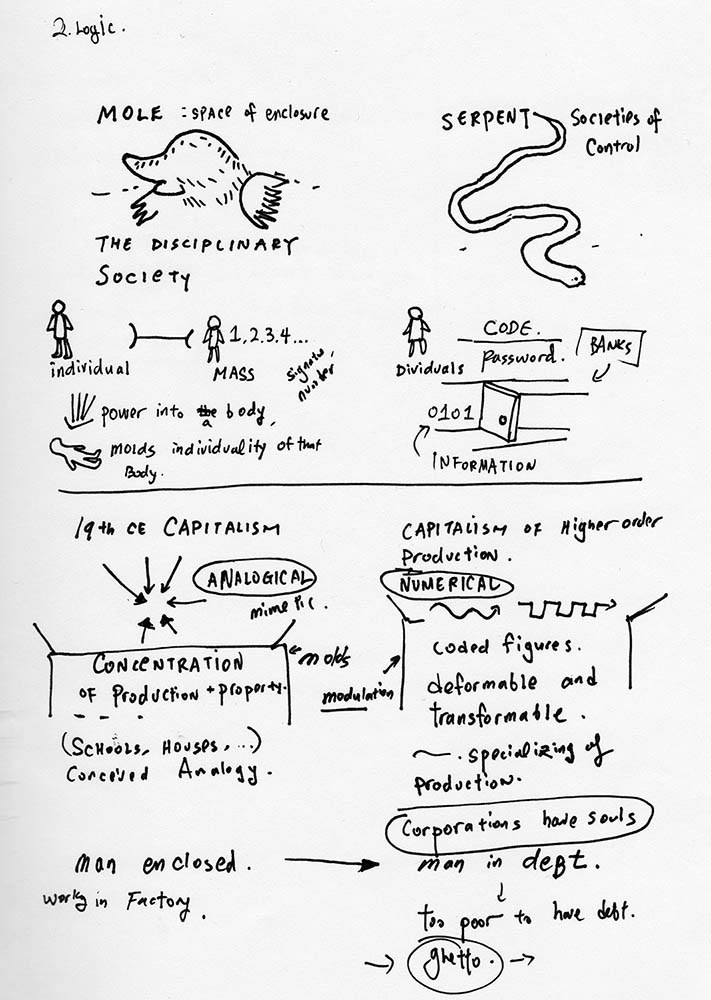 2. Logic.
MOLE : SPACE of enclosure
THE DISCIPLINARY
Society
SERPENT
Societies of
Control
individual
MASS
1,2,3,4...
signatu,
number
power into the a body,
molds individuality of that
Body.
Dividuals
CODE.
Password.
BANKS
0101
INFORMATION
19th CE CAPITALISM
ANALOGICAL
mimetic.
CONCENTRATION
of Production + property.
molds
(SCHOOLS, HOUSES, ...)
Conceived Analogy.
man enclosed.
working in Factory.
CAPITALISM OF Higher order
Production.
NUMERICAL
modulation
Coded figures.
deformable and
transformable.
specializing of
Production.
Corporations have souls
man in debt.
too poor to have debt.
ghetto.